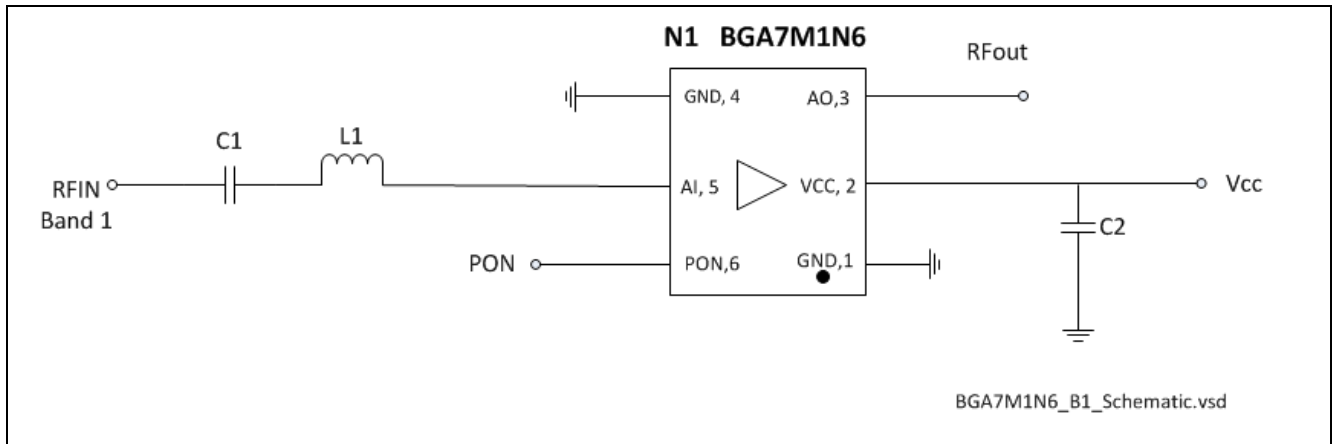 N1 BGA7M1N6
RFout
GND, 4
AO,3
C1
L1
RFIN
Band 1
AI, 5
VCC, 2
Vcc
C2
PON
PON,6
GND,1
BGA7M1N6_B1_Schematic.vsd